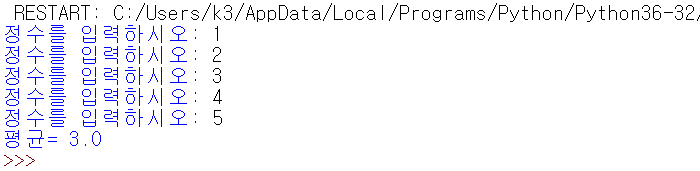 RESTART: C:/Users/k3/AppData/Local/Programs/Python/Python36-32/
정수를 입력하시오: 1
정수를 입력하시오: 2
정수를 입력하시오: 3
정수를 입력하시오: 4
정수를 입력하시오: 5
평균= 3.0
>>>